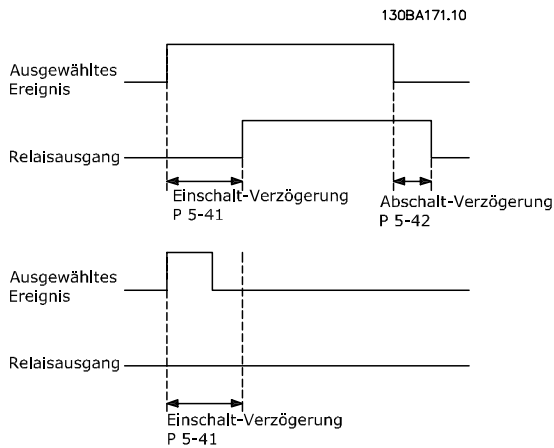 130BA171.10
Ausgewähltes
Ereignis
Relaisausgang
Einschalt-Verzögerung
P 5-41
Abschalt-Verzögerung
P 5-42
Ausgewähltes
Ereignis
Relaisausgang
Einschalt-Verzögerung
P 5-41